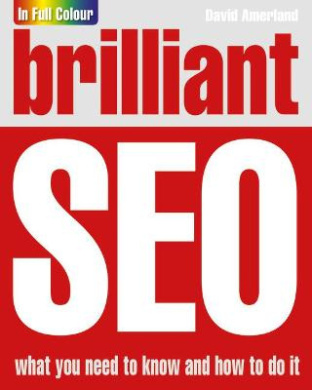 In Full Colour
David Amerland
brilliant
SEO
what you need to know and how to do it